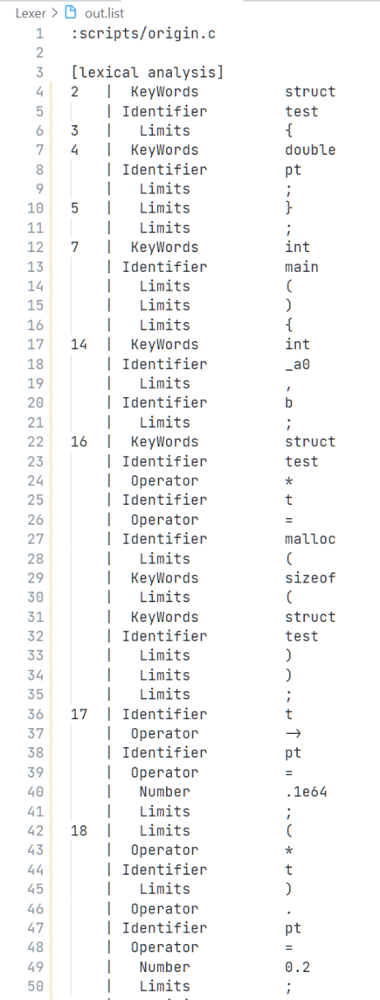 Lexer > out.list
1 :scripts/origin.c
2
3 [lexical analysis]
4 2 | KeyWords struct
5 | Identifier test
6 3 | Limits {
7 4 | KeyWords double
8 | Identifier pt
9 | Limits ;
10 5 | Limits }
11 | Limits ;
12 7 | KeyWords int
13 | Identifier main
14 | Limits (
15 | Limits )
16 | Limits {
17 14 | KeyWords int
18 | Identifier _a0
19 | Limits ,
20 | Identifier b
21 | Limits ;
22 16 | KeyWords struct
23 | Identifier test
24 | Operator *
25 | Identifier t
26 | Operator =
27 | Identifier malloc
28 | Limits (
29 | KeyWords sizeof
30 | Limits (
31 | KeyWords struct
32 | Identifier test
33 | Limits )
34 | Limits )
35 | Limits ;
36 17 | Identifier t
37 | Operator ->
38 | Identifier pt
39 | Operator =
40 | Number .1e64
41 | Limits ;
42 18 | Limits (
43 | Operator *
44 | Identifier t
45 | Limits )
46 | Operator .
47 | Identifier pt
48 | Operator =
49 | Number 0.2
50 | Limits ;